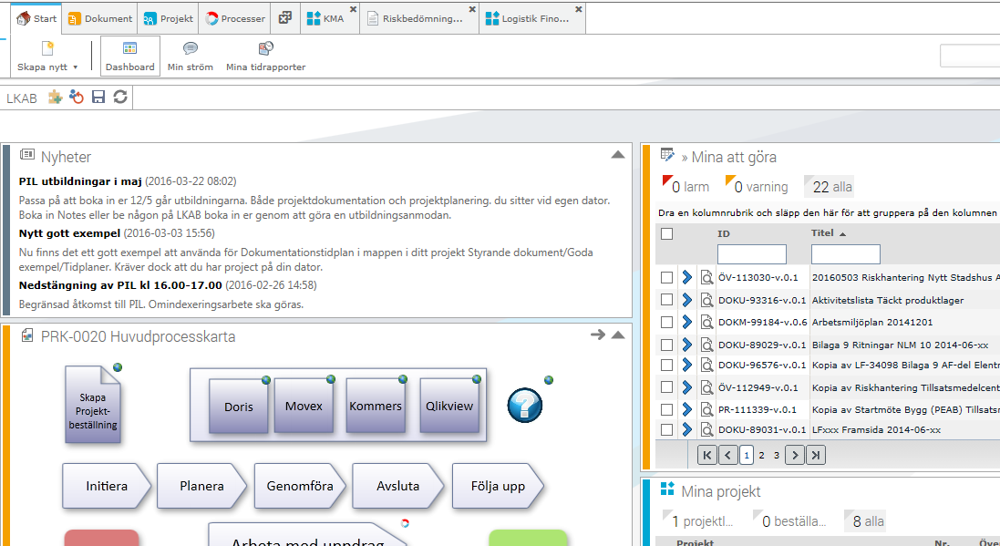 Start Dokument Projekt Processer KMA Riskbedömning... Logistik Fino...
Skapa nytt Dashboard Min ström Mina tidrapporter
LKAB
Nyheter
PIL utbildningar i maj (2016-03-22 08:02)
Passa på att boka in er 12/5 går utbildningarna. Både projektdokumentation och projektplanering. du sitter vid egen dator.
Boka in Notes eller be någon på LKAB boka in er genom att göra en utbildningsanmodan.
Nytt gott exempel (2016-03-03 15:56)
Nu finns det ett gott exempel att använda för Dokumentationstidplan i mappen i ditt projekt Styrande dokument/Goda
exempel/Tidplaner. Kräver dock att du har project på din dator.
Nedstängning av PIL kl 16.00-17.00 (2016-02-26 14:58)
Begränsad åtkomst till PIL. Omindexeringsarbete ska göras.
PRK-0020 Huvudprocesskarta
Skapa
Projekt-
beställning
Doris Movex Kommers Qlikview
?
Initiera Planera Genomföra Avsluta Följa upp
Arbeta med uppdrag
» Mina att göra
0 larm 0 varning 22 alla
Dra en kolumnrubrik och släpp den här för att gruppera på den kolumnen
ID Titel
ÖV-113030-v.0.1 20160503 Riskhantering Nytt Stadshus
DOKU-93316-v.0.1 Aktivitetslista Täckt produktlager
DOKM-99184-v.0.6 Arbetsmiljöplan 20141201
DOKU-89029-v.0.1 Bilaga 9 Ritningar NLM 10 2014-06-xx
DOKU-96576-v.0.1 Kopia av LF-34098 Bilaga 9 AF-del Elentr
ÖV-112949-v.0.1 Kopia av Riskhantering Tillsatsmedelcent
PR-111339-v.0.1 Kopia av Startmöte Bygg (PEAB) Tillsats
DOKU-89031-v.0.1 LFxxx Framsida 2014-06-xx
1 2 3
Mina projekt
1 projektl... 0 beställa... 8 alla
Projekt Nr. Över